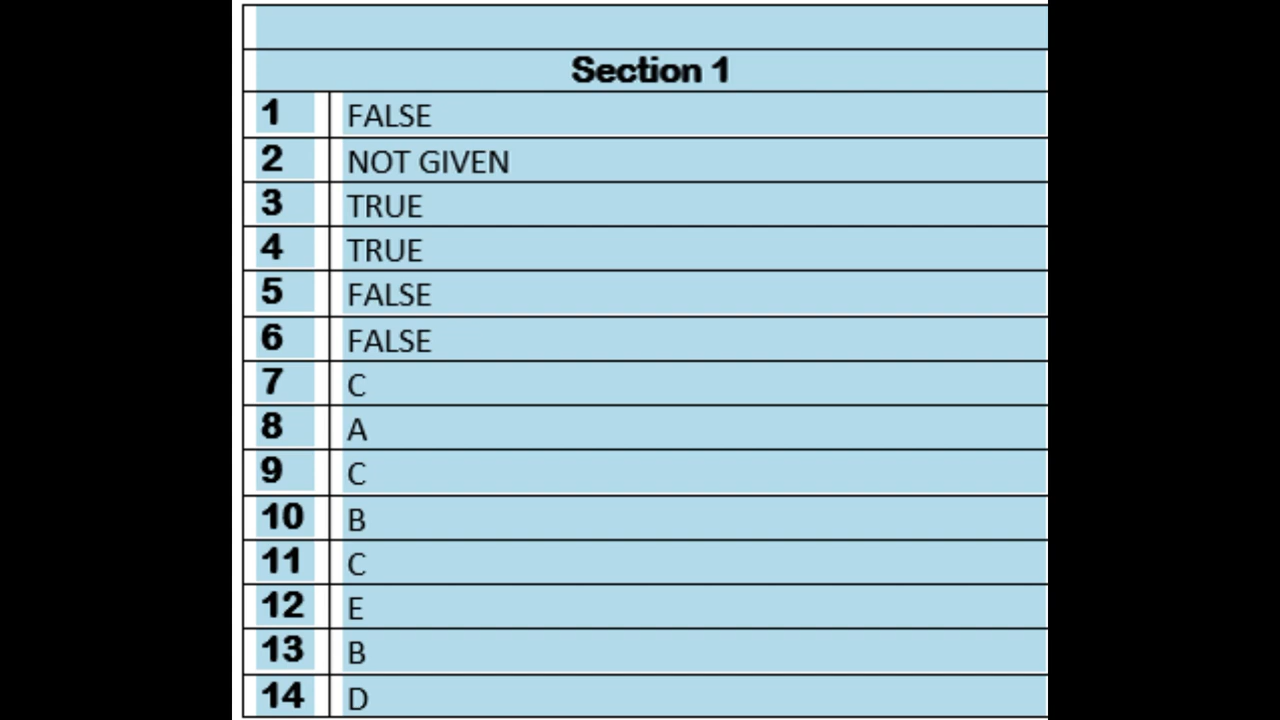 Section 1
1 FALSE
2 NOT GIVEN
3 TRUE
4 TRUE
5 FALSE
6 FALSE
7 C
8 A
9 C
10 B
11 C
12 E
13 B
14 D